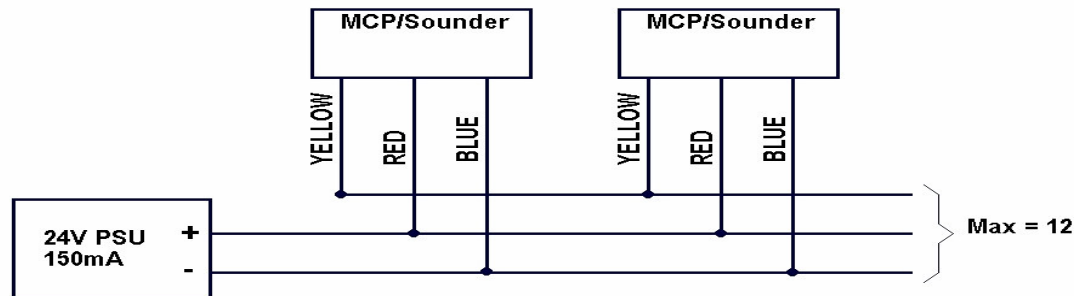 MCP/Sounder
MCP/Sounder
YELLOW
RED
BLUE
YELLOW
RED
BLUE
24V PSU +
150mA -
Max = 12